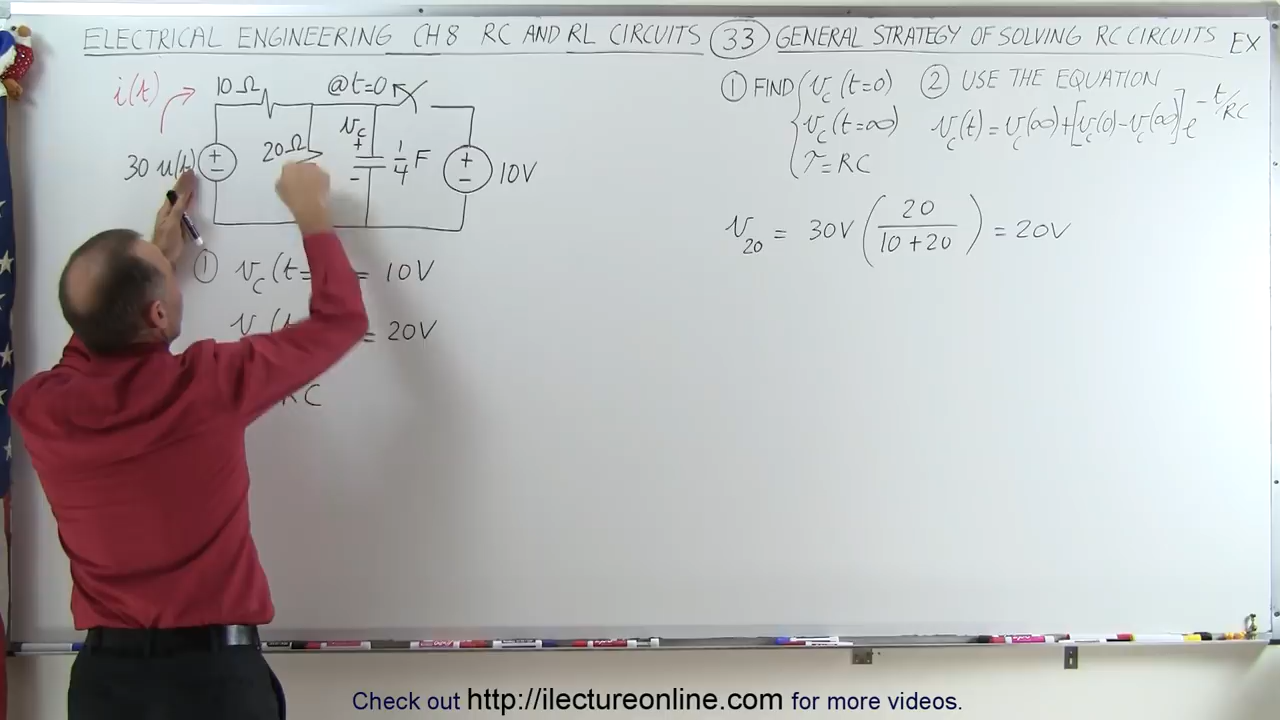 ELECTRICAL ENGINEERING CH 8 RC AND RL CIRCUITS (33) GENERAL STRATEGY OF SOLVING RC CIRCUITS EX
i(t)
10 Ω
@t=0
20 Ω
v_c
+
-
1/4 F
30 u(t)
+
-
+
-
10V
① v_c (t= = 10V
v (t = 20V
RC
① FIND { v_c (t=0)
v_c (t=∞)
τ = RC
② USE THE EQUATION
v_c(t) = v_c(∞) + [v_c(0) - v_c(∞)] e^{-t/RC}
v_20 = 30V (20 / (10+20)) = 20V
Check out http://ilectureonline.com for more videos.